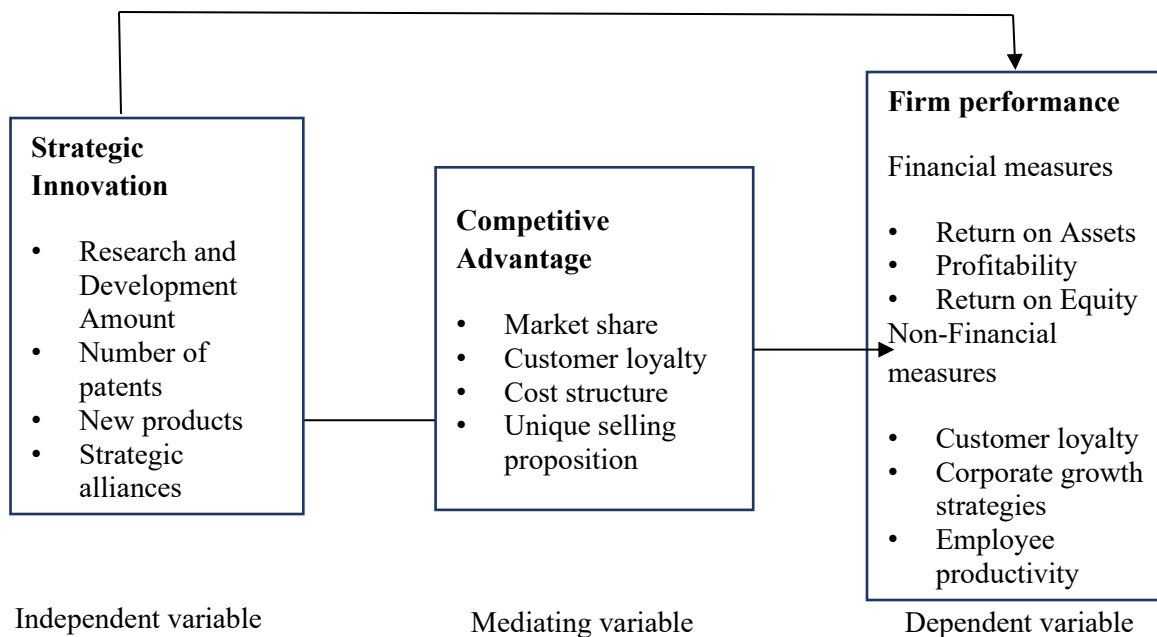 Strategic
Innovation
• Research and
Development
Amount
• Number of
patents
• New products
• Strategic
alliances
Independent variable
Competitive
Advantage
• Market share
• Customer loyalty
• Cost structure
• Unique selling
proposition
Mediating variable
Firm performance
Financial measures
• Return on Assets
• Profitability
• Return on Equity
Non-Financial
measures
• Customer loyalty
• Corporate growth
strategies
• Employee
productivity
Dependent variable